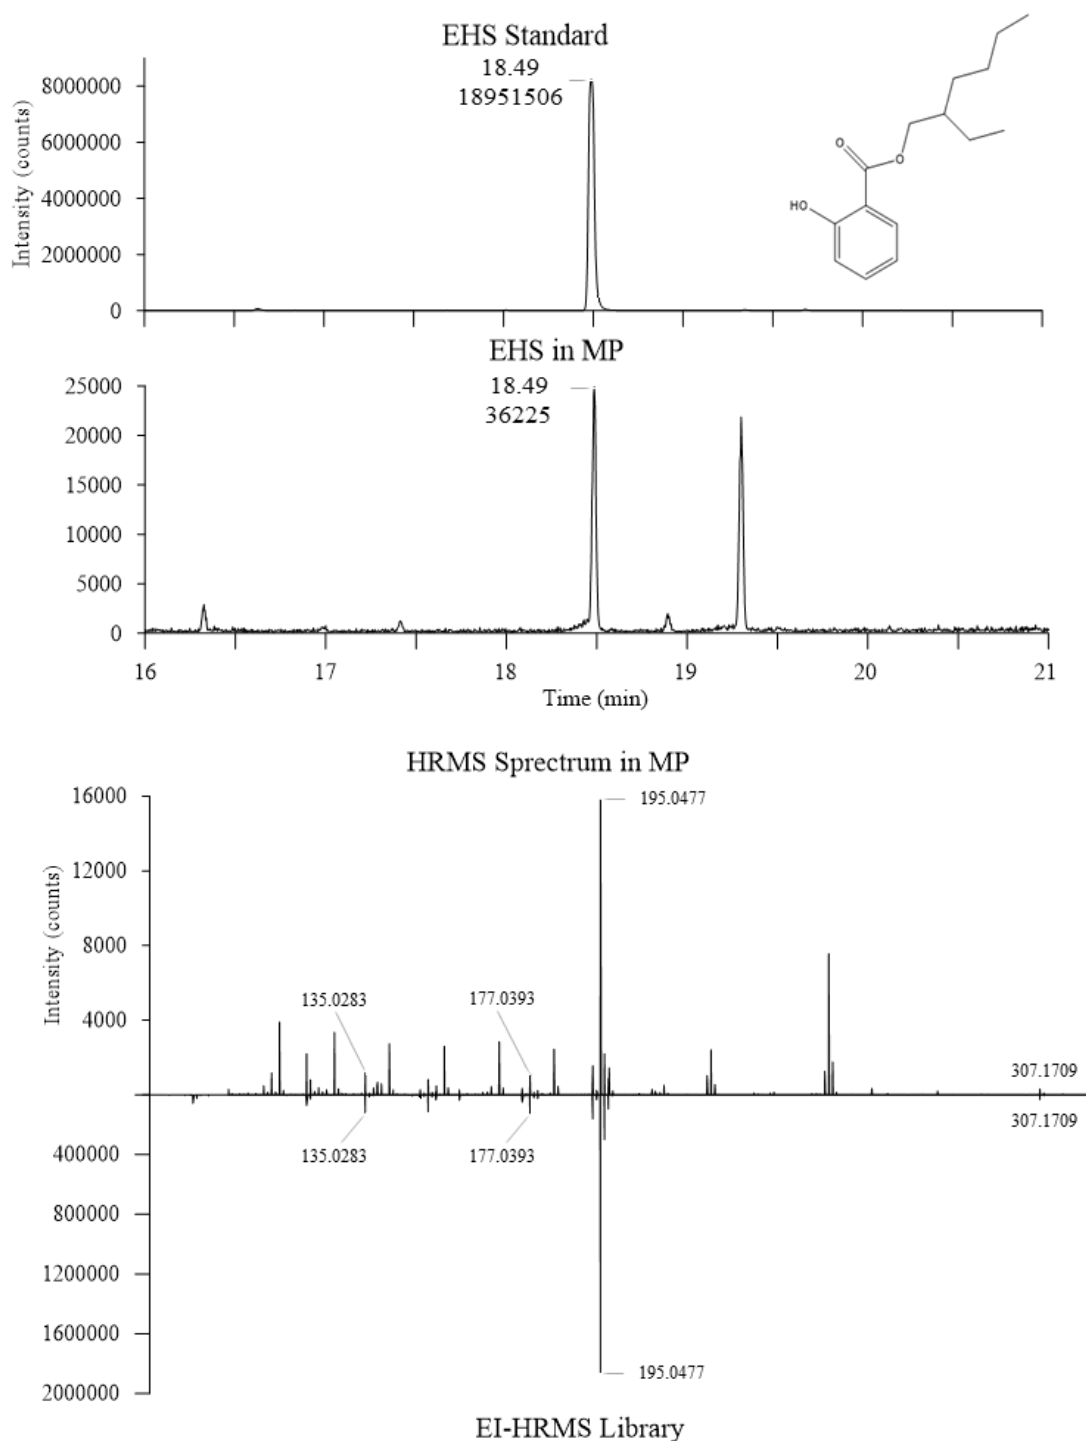 EHS Standard
18.49
18951506
Intensity (counts)
8000000
6000000
4000000
2000000
0
O
O
HO
EHS in MP
18.49
36225
25000
20000
15000
10000
5000
0
16 17 18 19 20 21
Time (min)
HRMS Sprectrum in MP
Intensity (counts)
16000
12000
8000
4000
195.0477
135.0283
177.0393
307.1709
307.1709
135.0283
177.0393
400000
800000
1200000
1600000
2000000
195.0477
EI-HRMS Library